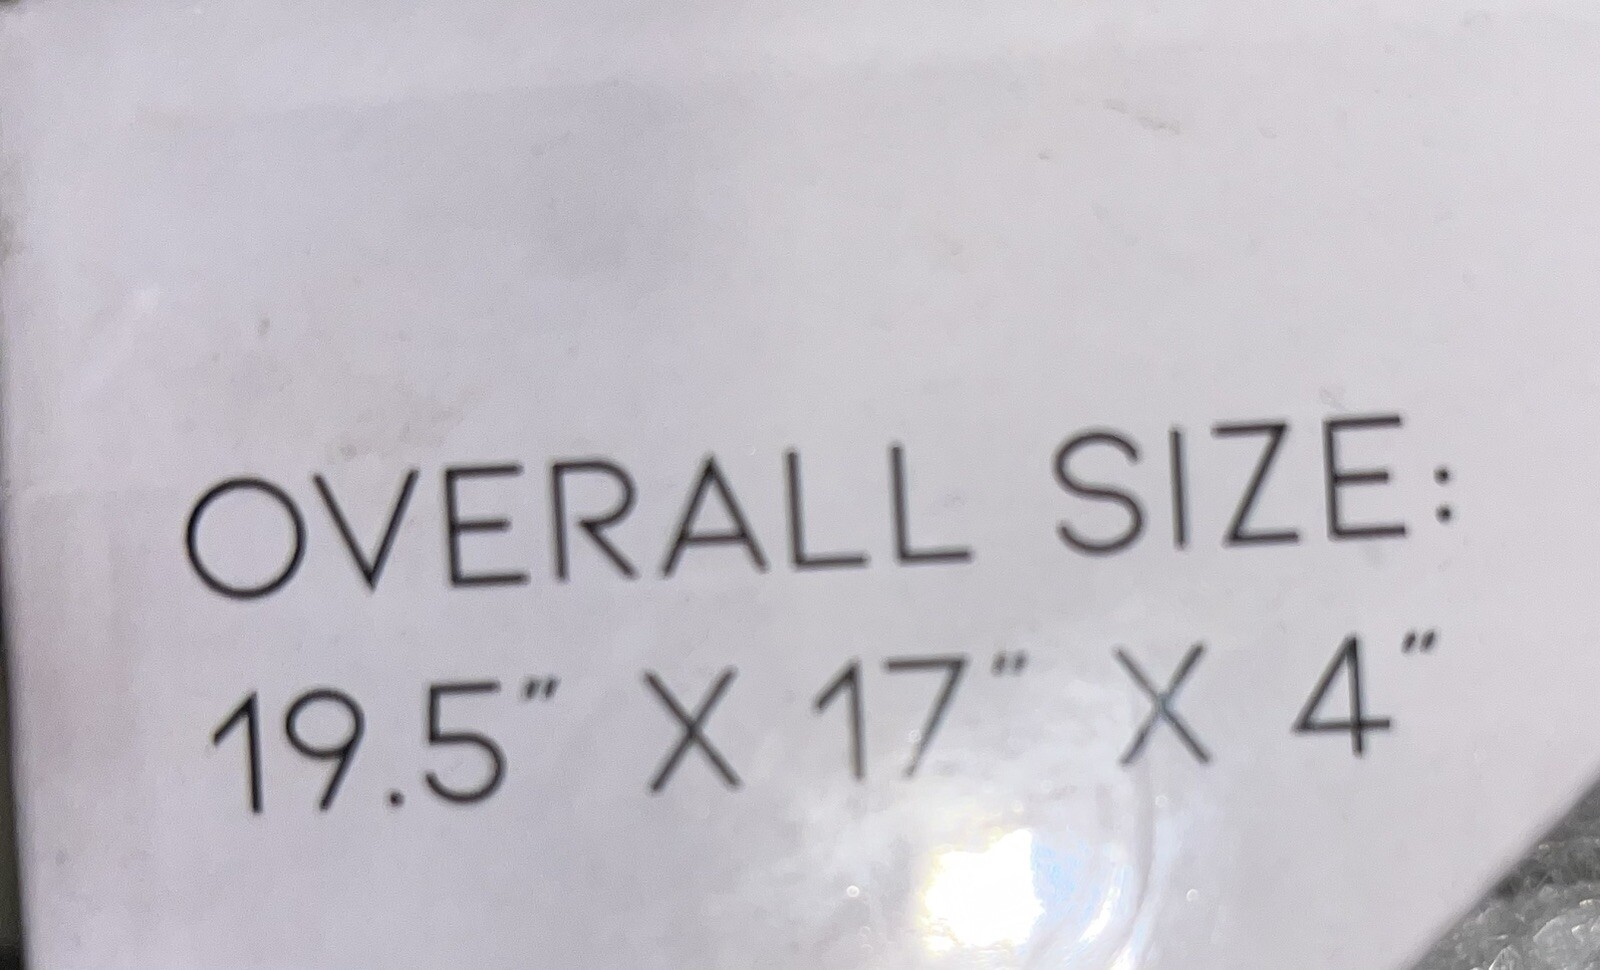 OVERALL SIZE:
19.5" X 17" X 4"